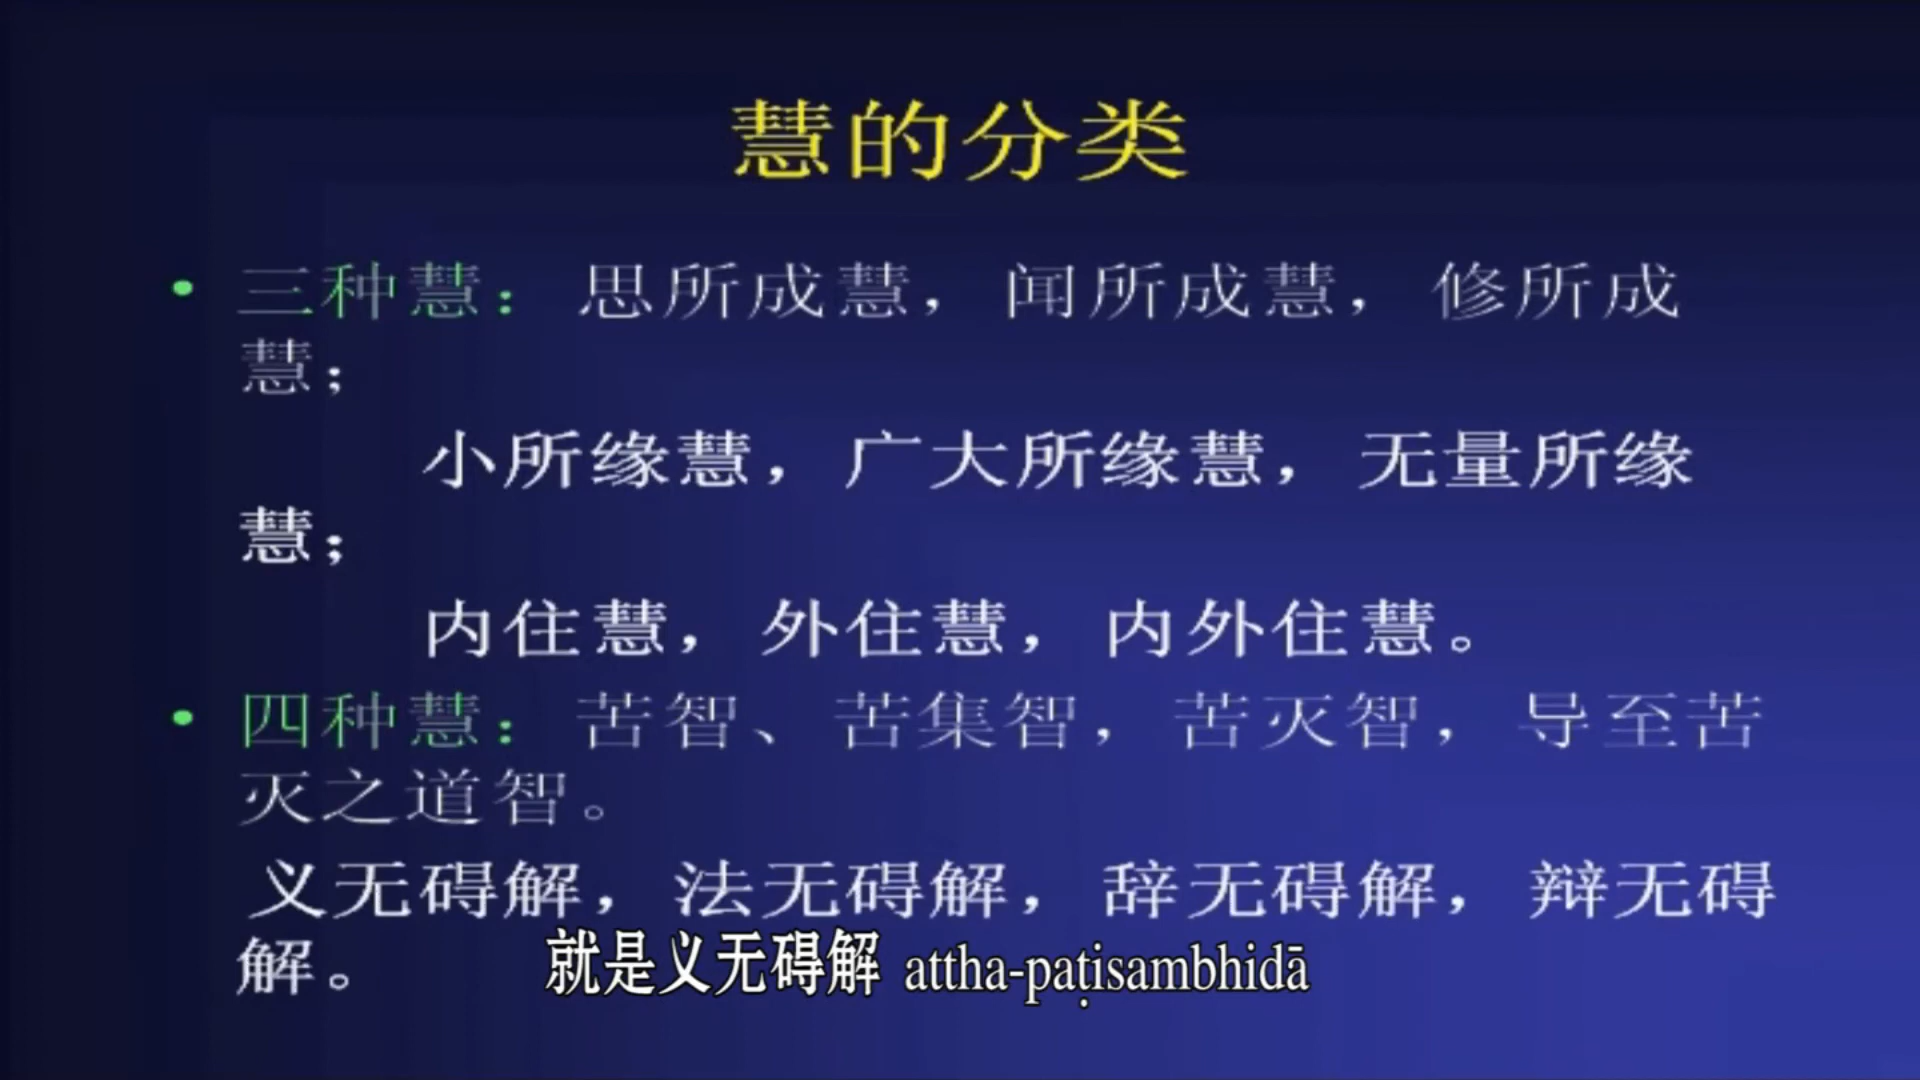 慧的分类
• 三种慧：思所成慧，闻所成慧，修所成
慧；
小所缘慧，广大所缘慧，无量所缘
慧；
内住慧，外住慧，内外住慧。
• 四种慧：苦智、苦集智，苦灭智，导至苦
灭之道智。
义无碍解，法无碍解，辞无碍解，辩无碍
解。
就是义无碍解 attha-paṭisambhidā